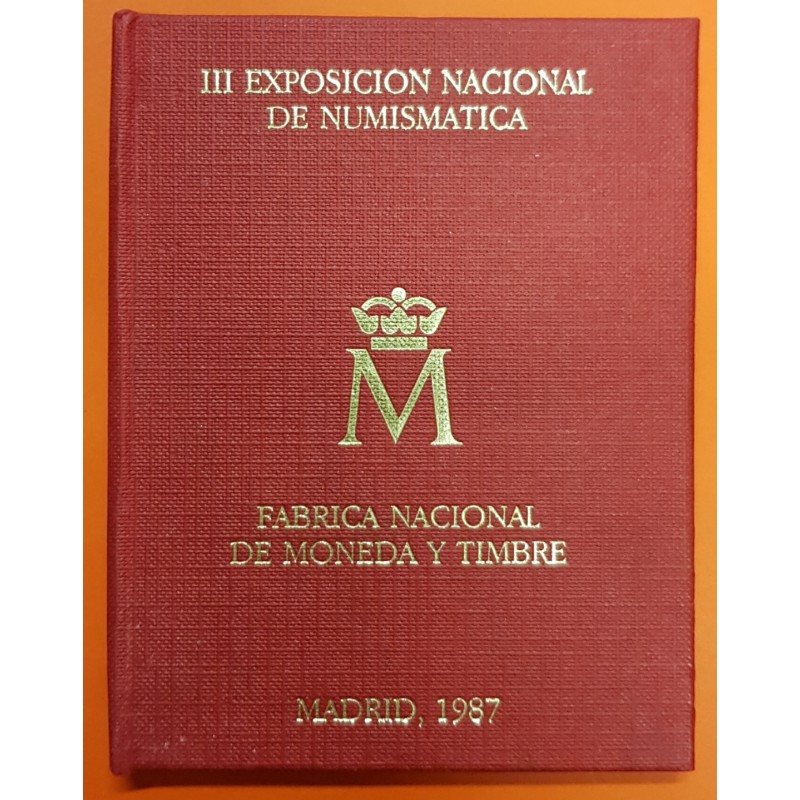 III EXPOSICION NACIONAL
DE NUMISMATICA
M
FABRICA NACIONAL
DE MONEDA Y TIMBRE
MADRID, 1987